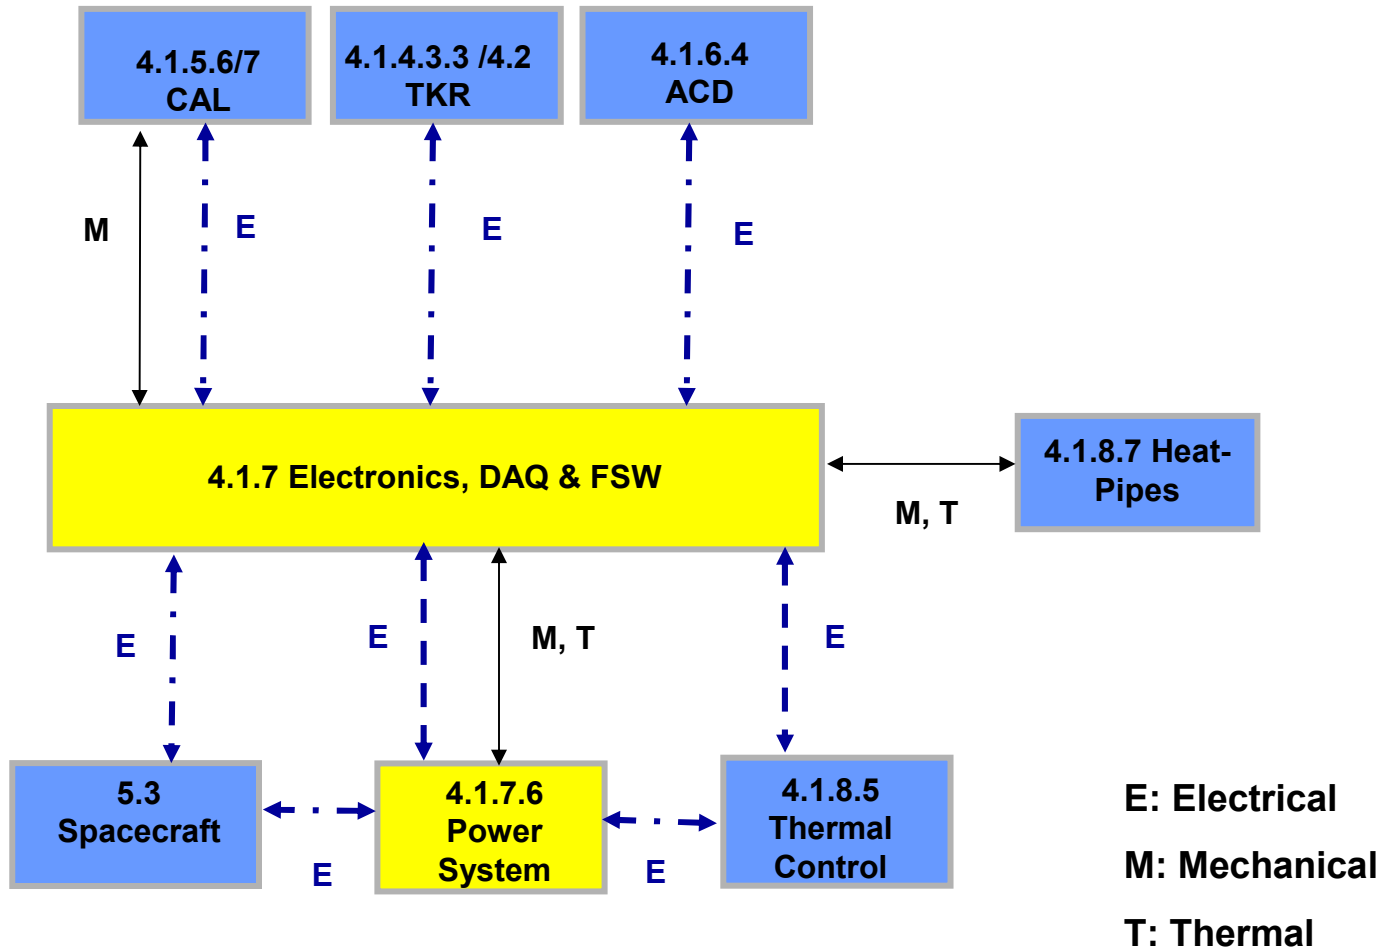 4.1.5.6/7
CAL
4.1.4.3.3 /4.2
TKR
4.1.6.4
ACD
M
E
E
E
4.1.7 Electronics, DAQ & FSW
4.1.8.7 Heat-
Pipes
M, T
E
E
M, T
E
5.3
Spacecraft
4.1.7.6
Power
System
4.1.8.5
Thermal
Control
E
E
E: Electrical
M: Mechanical
T: Thermal